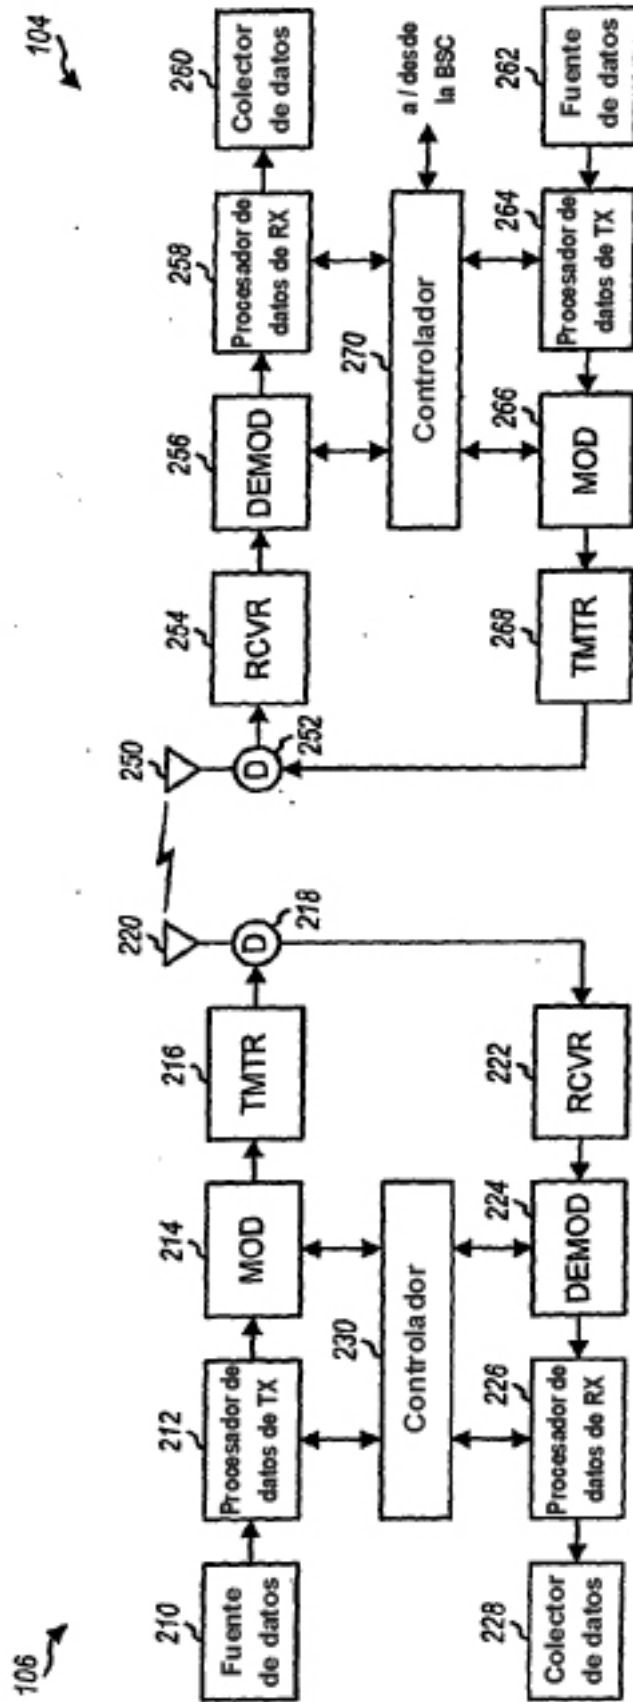 106
104
210
Fuente
de datos
212
Procesador de
datos de TX
214
MOD
216
TMTR
220
D
218
250
D
252
254
RCVR
256
DEMOD
258
Procesador de
datos de RX
260
Colector
de datos
230
Controlador
270
Controlador
a / desde
la BSC
228
Colector
de datos
226
Procesador de
datos de RX
224
DEMOD
222
RCVR
268
TMTR
266
MOD
264
Procesador de
datos de TX
262
Fuente
de datos